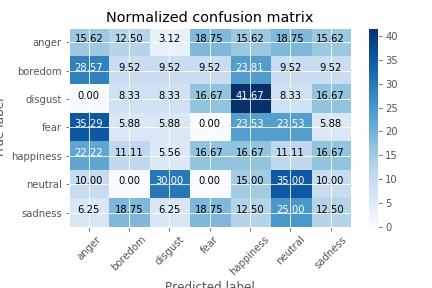 Normalized confusion matrix
anger 15.62 12.50 3.12 18.75 15.62 18.75 15.62
boredom 28.57 9.52 9.52 9.52 23.81 9.52 9.52
disgust 0.00 8.33 8.33 16.67 41.67 8.33 16.67
fear 35.29 5.88 5.88 0.00 23.53 23.53 5.88
happiness 22.22 11.11 5.56 16.67 16.67 11.11 16.67
neutral 10.00 0.00 30.00 0.00 15.00 35.00 10.00
sadness 6.25 18.75 6.25 18.75 12.50 25.00 12.50
anger boredom disgust fear happiness neutral sadness
Predicted label
True label
40
35
30
25
20
15
10
5
0